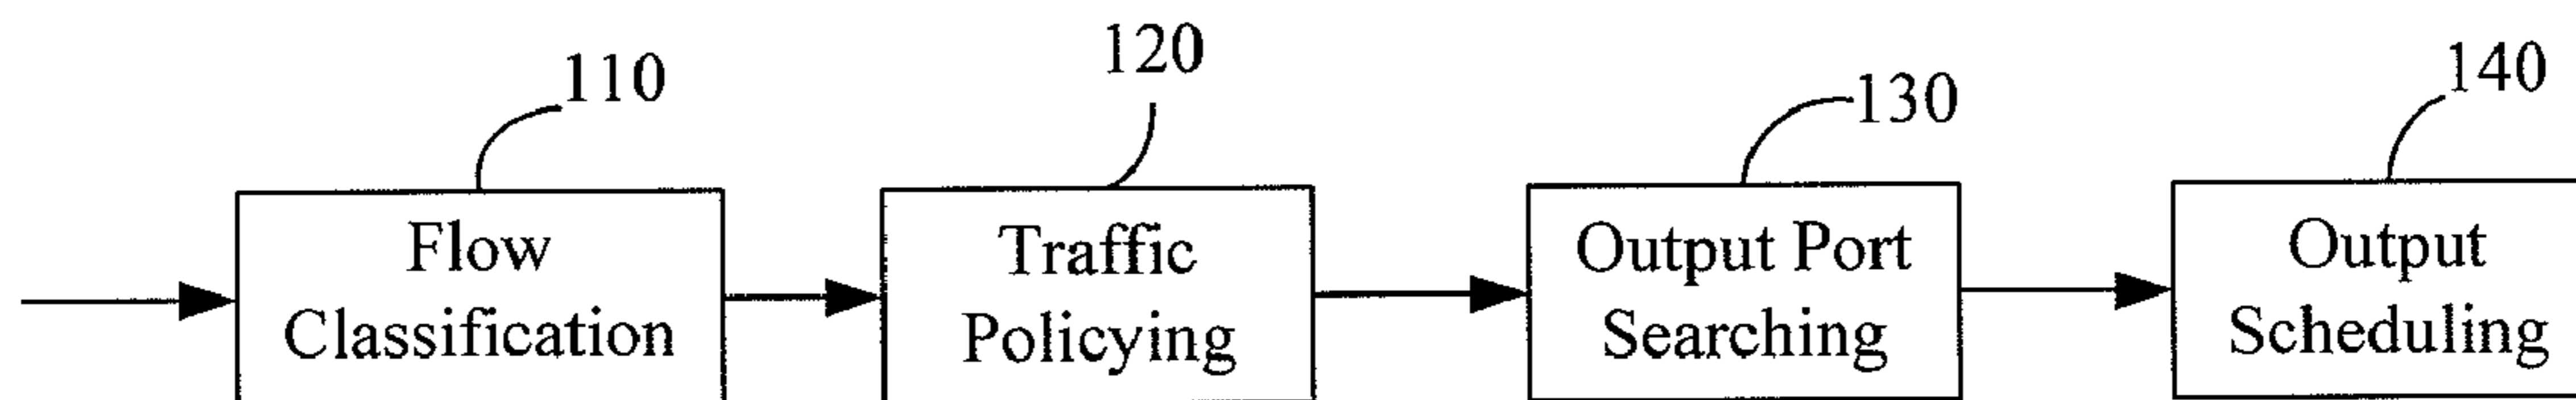 110
120
130
140
Flow
Classification
Traffic
Policying
Output Port
Searching
Output
Scheduling